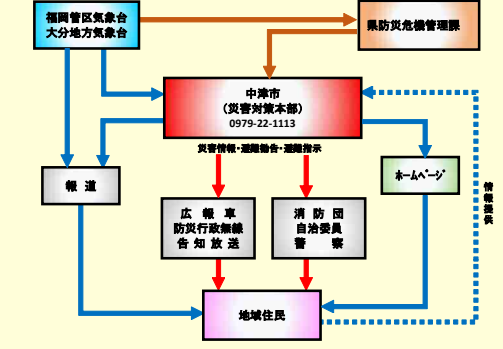 福岡管区気象台
大分地方気象台
県防災危機管理課
中津市
(災害対策本部)
0979-22-1113
災害情報・避難勧告・避難指示
報 道
ホームページ
情報提供
広 報 車
防災行政無線
告 知 放 送
消 防 団
自治委員
警 察
地域住民